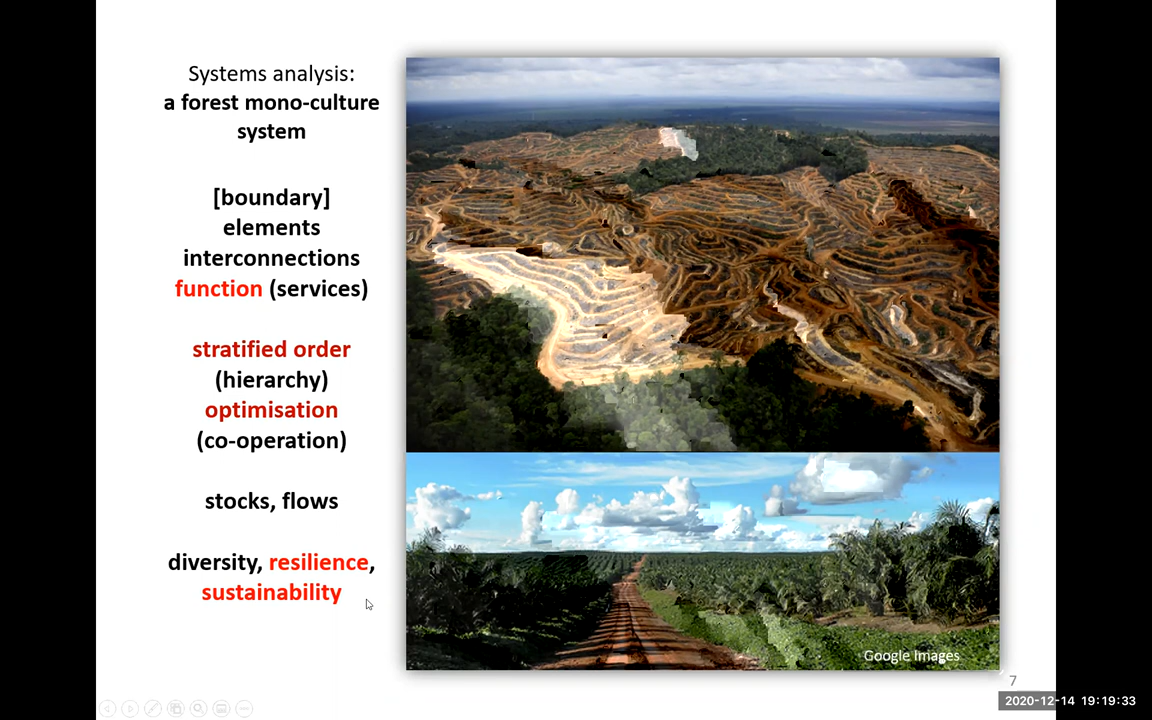 Systems analysis:
a forest mono-culture
system
[boundary]
elements
interconnections
function (services)
stratified order
(hierarchy)
optimisation
(co-operation)
stocks, flows
diversity, resilience,
sustainability
Google Images
7
2020-12-14 19:19:33